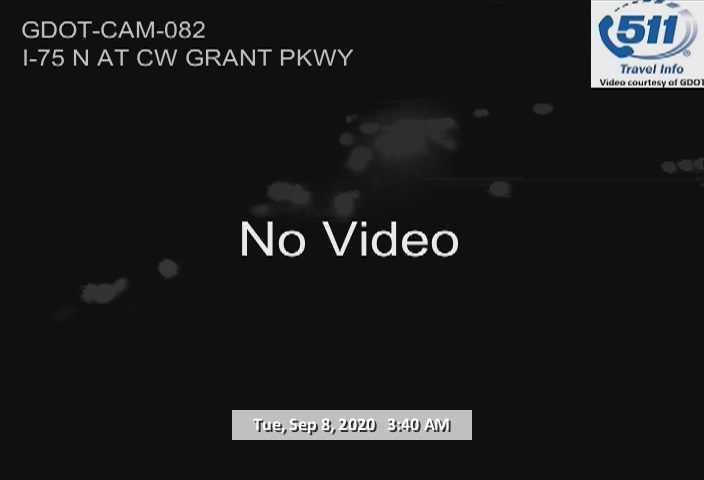 GDOT-CAM-082
I-75 N AT CW GRANT PKWY
511
Travel Info
Video courtesy of GDOT
No Video
Tue, Sep 8, 2020 3:40 AM